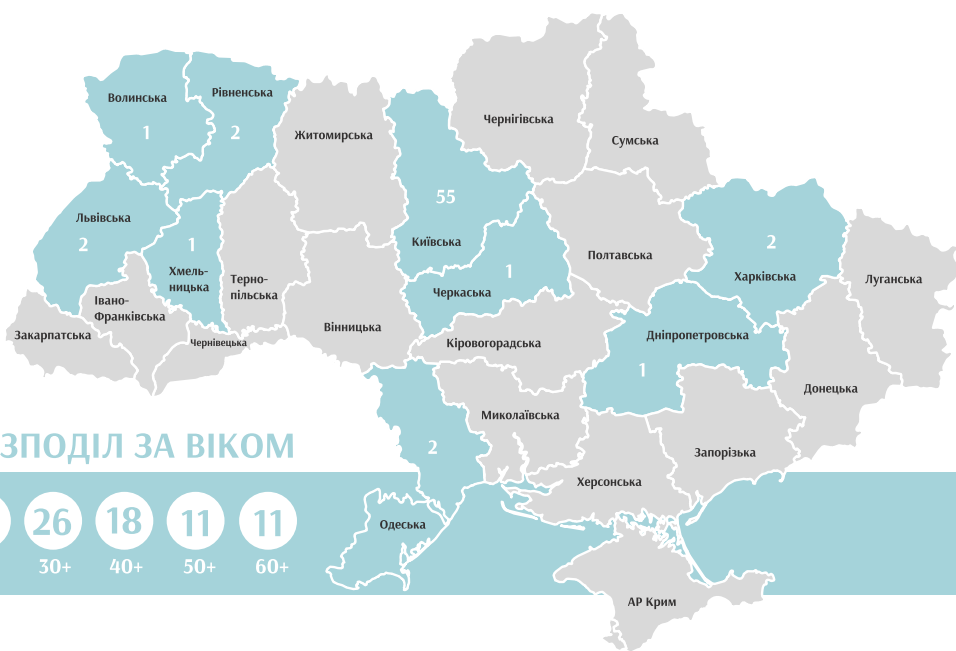 Волинська
1
Рівненська
2
Житомирська
Чернігівська
Сумська
Львівська
2
1
Хмель-
ницька
Терно-
пільська
55
Київська
1
Черкаська
Полтавська
2
Харківська
Луганська
Івано-
Франківська
Закарпатська
Чернівецька
Вінницька
Кіровоградська
Дніпропетровська
1
Донецька
Миколаївська
Запорізька
2
Херсонська
Одеська
АР Крим
ЗПОДІЛ ЗА ВІКОМ
26 18 11 11
30+ 40+ 50+ 60+